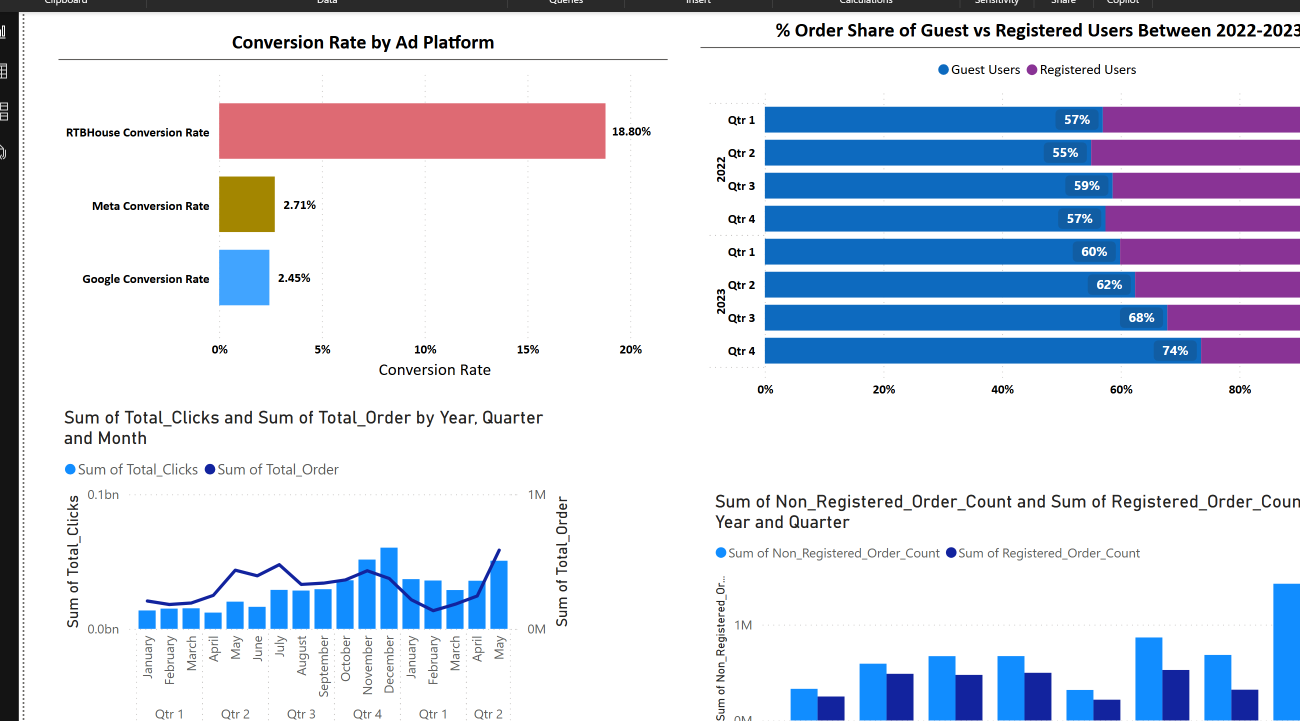 Clipboard Data Queries Insert Calculations Sensitivity Share Copilot
Conversion Rate by Ad Platform
RTBHouse Conversion Rate 18.80%
Meta Conversion Rate 2.71%
Google Conversion Rate 2.45%
0% 5% 10% 15% 20%
Conversion Rate
% Order Share of Guest vs Registered Users Between 2022-2023
Guest Users Registered Users
2022
Qtr 1 57%
Qtr 2 55%
Qtr 3 59%
Qtr 4 57%
2023
Qtr 1 60%
Qtr 2 62%
Qtr 3 68%
Qtr 4 74%
0% 20% 40% 60% 80%
Sum of Total_Clicks and Sum of Total_Order by Year, Quarter
and Month
Sum of Total_Clicks Sum of Total_Order
Sum of Total_Clicks
0.1bn
0.0bn
1M
0M
Sum of Total_Order
January February March April May June July August September October November December January February March April May
Qtr 1 Qtr 2 Qtr 3 Qtr 4 Qtr 1 Qtr 2
Sum of Non_Registered_Order_Count and Sum of Registered_Order_Coun
Year and Quarter
Sum of Non_Registered_Order_Count Sum of Registered_Order_Count
Sum of Non_Registered_Or...
1M
0M